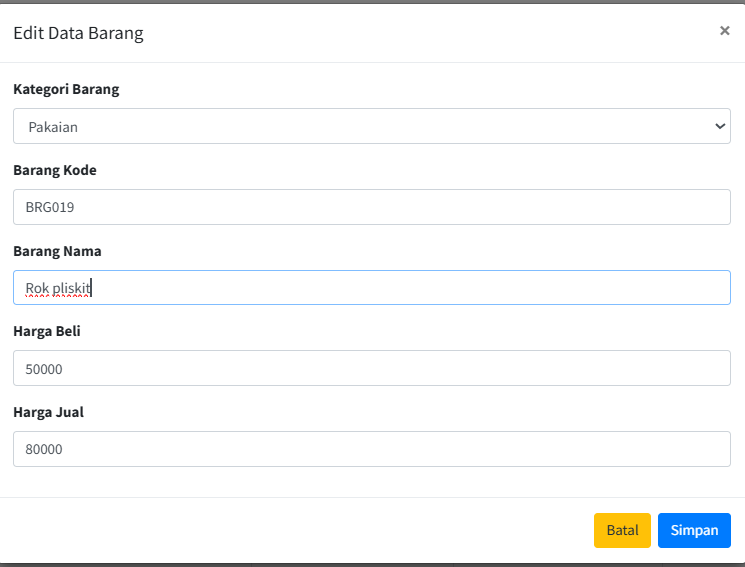 Edit Data Barang ×
Kategori Barang
Pakaian
Barang Kode
BRG019
Barang Nama
Rok pliskit
Harga Beli
50000
Harga Jual
80000
Batal Simpan